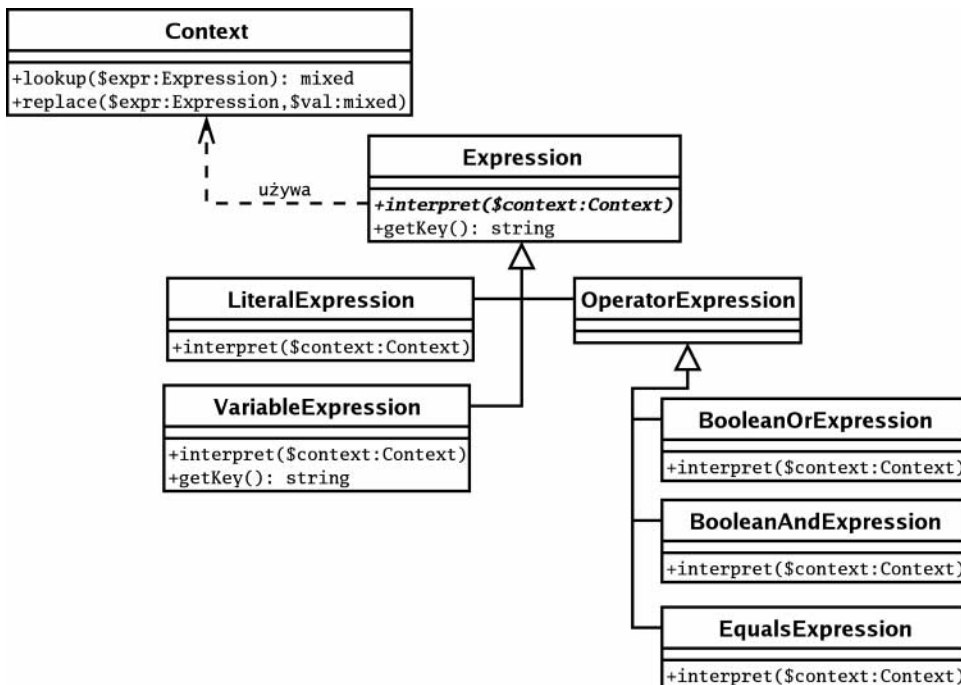 Context
+lookup($expr:Expression): mixed
+replace($expr:Expression,$val:mixed)
Expression
używa
+interpret($context:Context)
+getKey(): string
LiteralExpression
+interpret($context:Context)
OperatorExpression
VariableExpression
+interpret($context:Context)
+getKey(): string
BooleanOrExpression
+interpret($context:Context)
BooleanAndExpression
+interpret($context:Context)
EqualsExpression
+interpret($context:Context)